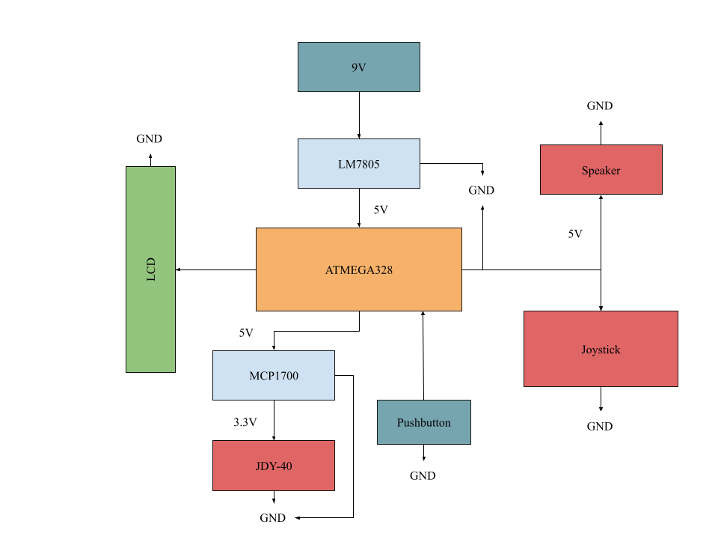 9V
GND
GND
LM7805
Speaker
GND
5V
5V
LCD
ATMEGA328
5V
Joystick
MCP1700
3.3V
Pushbutton
GND
JDY-40
GND
GND